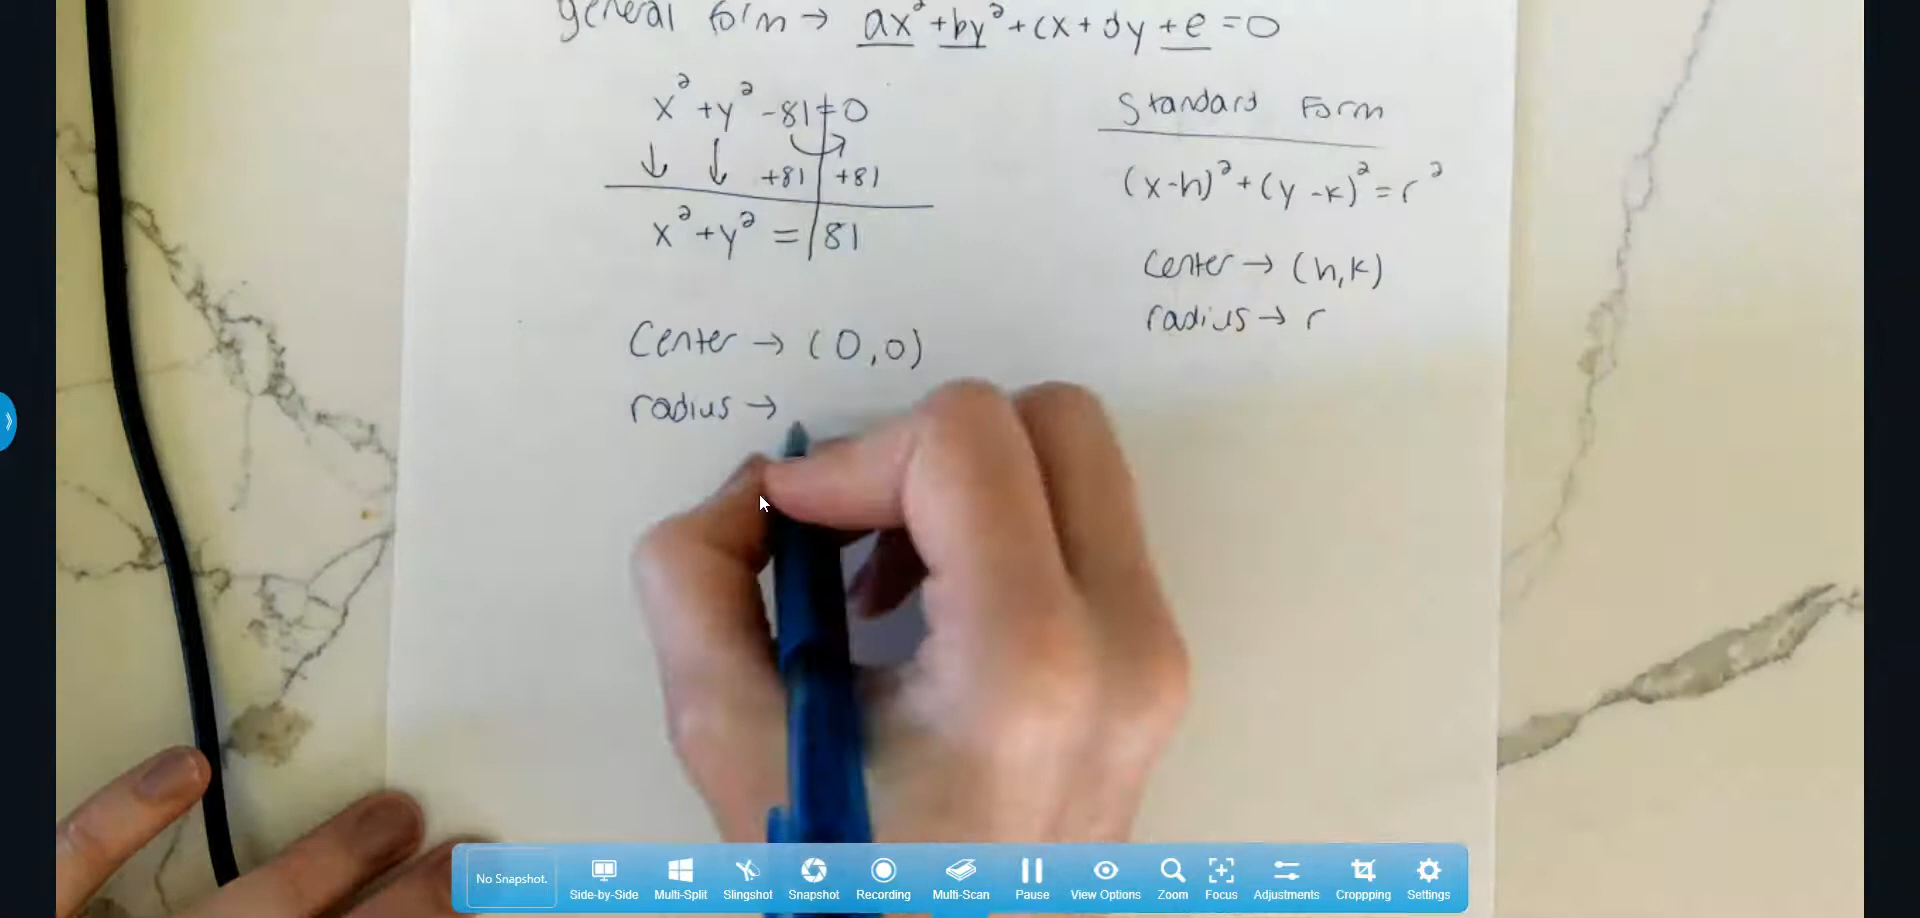 general form → ax² + by² + cx + dy + e = 0
x² + y² - 81 = 0
+81 +81
x² + y² = 81
Center → (0,0)
radius →
Standard Form
(x-h)² + (y-k)² = r²
Center → (h,k)
radius → r
No Snapshot.
Side-by-Side
Multi-Split
Slingshot
Snapshot
Recording
Multi-Scan
Pause
View Options
Zoom
Focus
Adjustments
Croppping
Settings